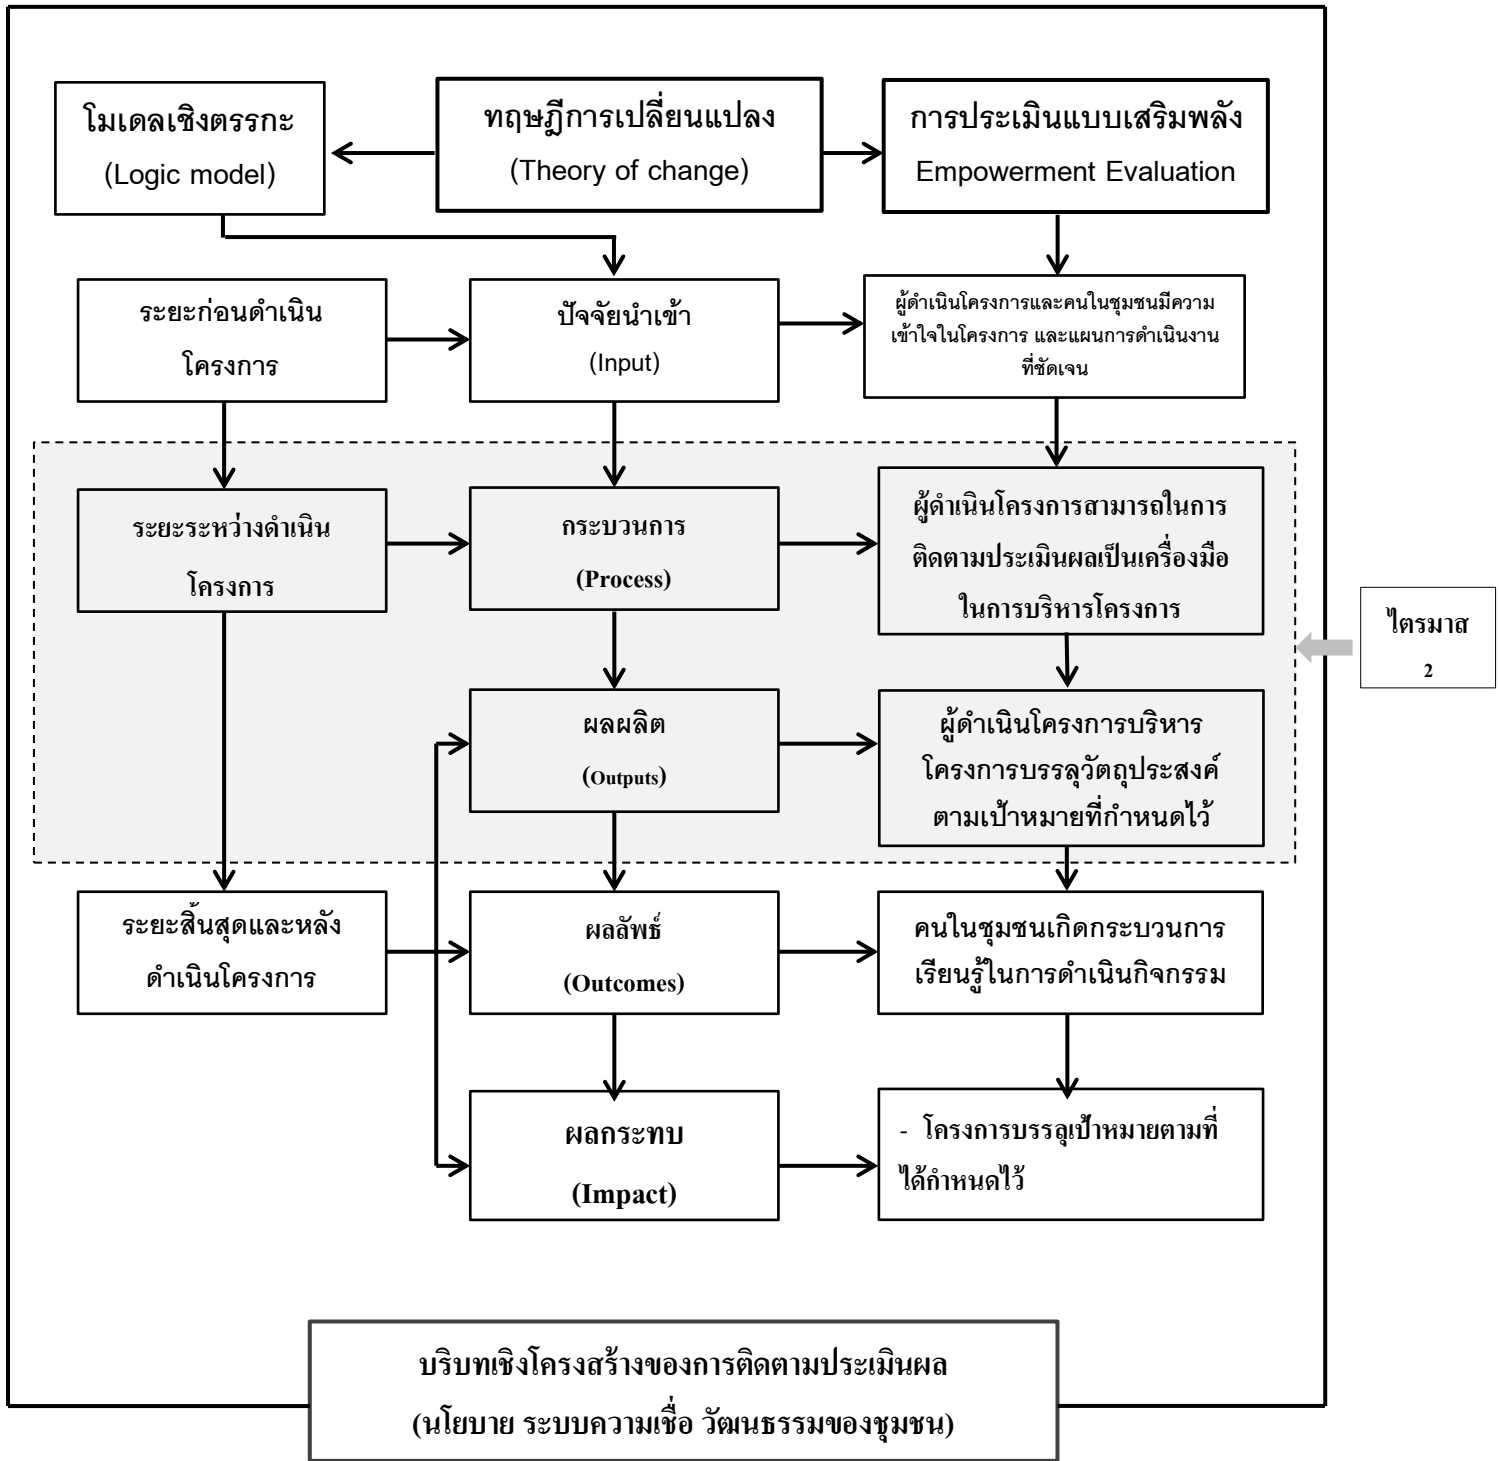 โมเดลเชิงตรรกะ
(Logic model)
ทฤษฎีการเปลี่ยนแปลง
(Theory of change)
การประเมินแบบเสริมพลัง
Empowerment Evaluation
ระยะก่อนดำเนิน
โครงการ
ปัจจัยนำเข้า
(Input)
ผู้ดำเนินโครงการและคนในชุมชนมีความ
เข้าใจในโครงการ และแผนการดำเนินงาน
ที่ชัดเจน
ระยะระหว่างดำเนิน
โครงการ
กระบวนการ
(Process)
ผู้ดำเนินโครงการสามารถในการ
ติดตามประเมินผลเป็นเครื่องมือ
ในการบริหารโครงการ
ไตรมาส
2
ผลผลิต
(Outputs)
ผู้ดำเนินโครงการบริหาร
โครงการบรรลุวัตถุประสงค์
ตามเป้าหมายที่กำหนดไว้
ระยะสิ้นสุดและหลัง
ดำเนินโครงการ
ผลลัพธ์
(Outcomes)
คนในชุมชนเกิดกระบวนการ
เรียนรู้ในการดำเนินกิจกรรม
ผลกระทบ
(Impact)
- โครงการบรรลุเป้าหมายตามที่
ได้กำหนดไว้
บริบทเชิงโครงสร้างของการติดตามประเมินผล
(นโยบาย ระบบความเชื่อ วัฒนธรรมของชุมชน)